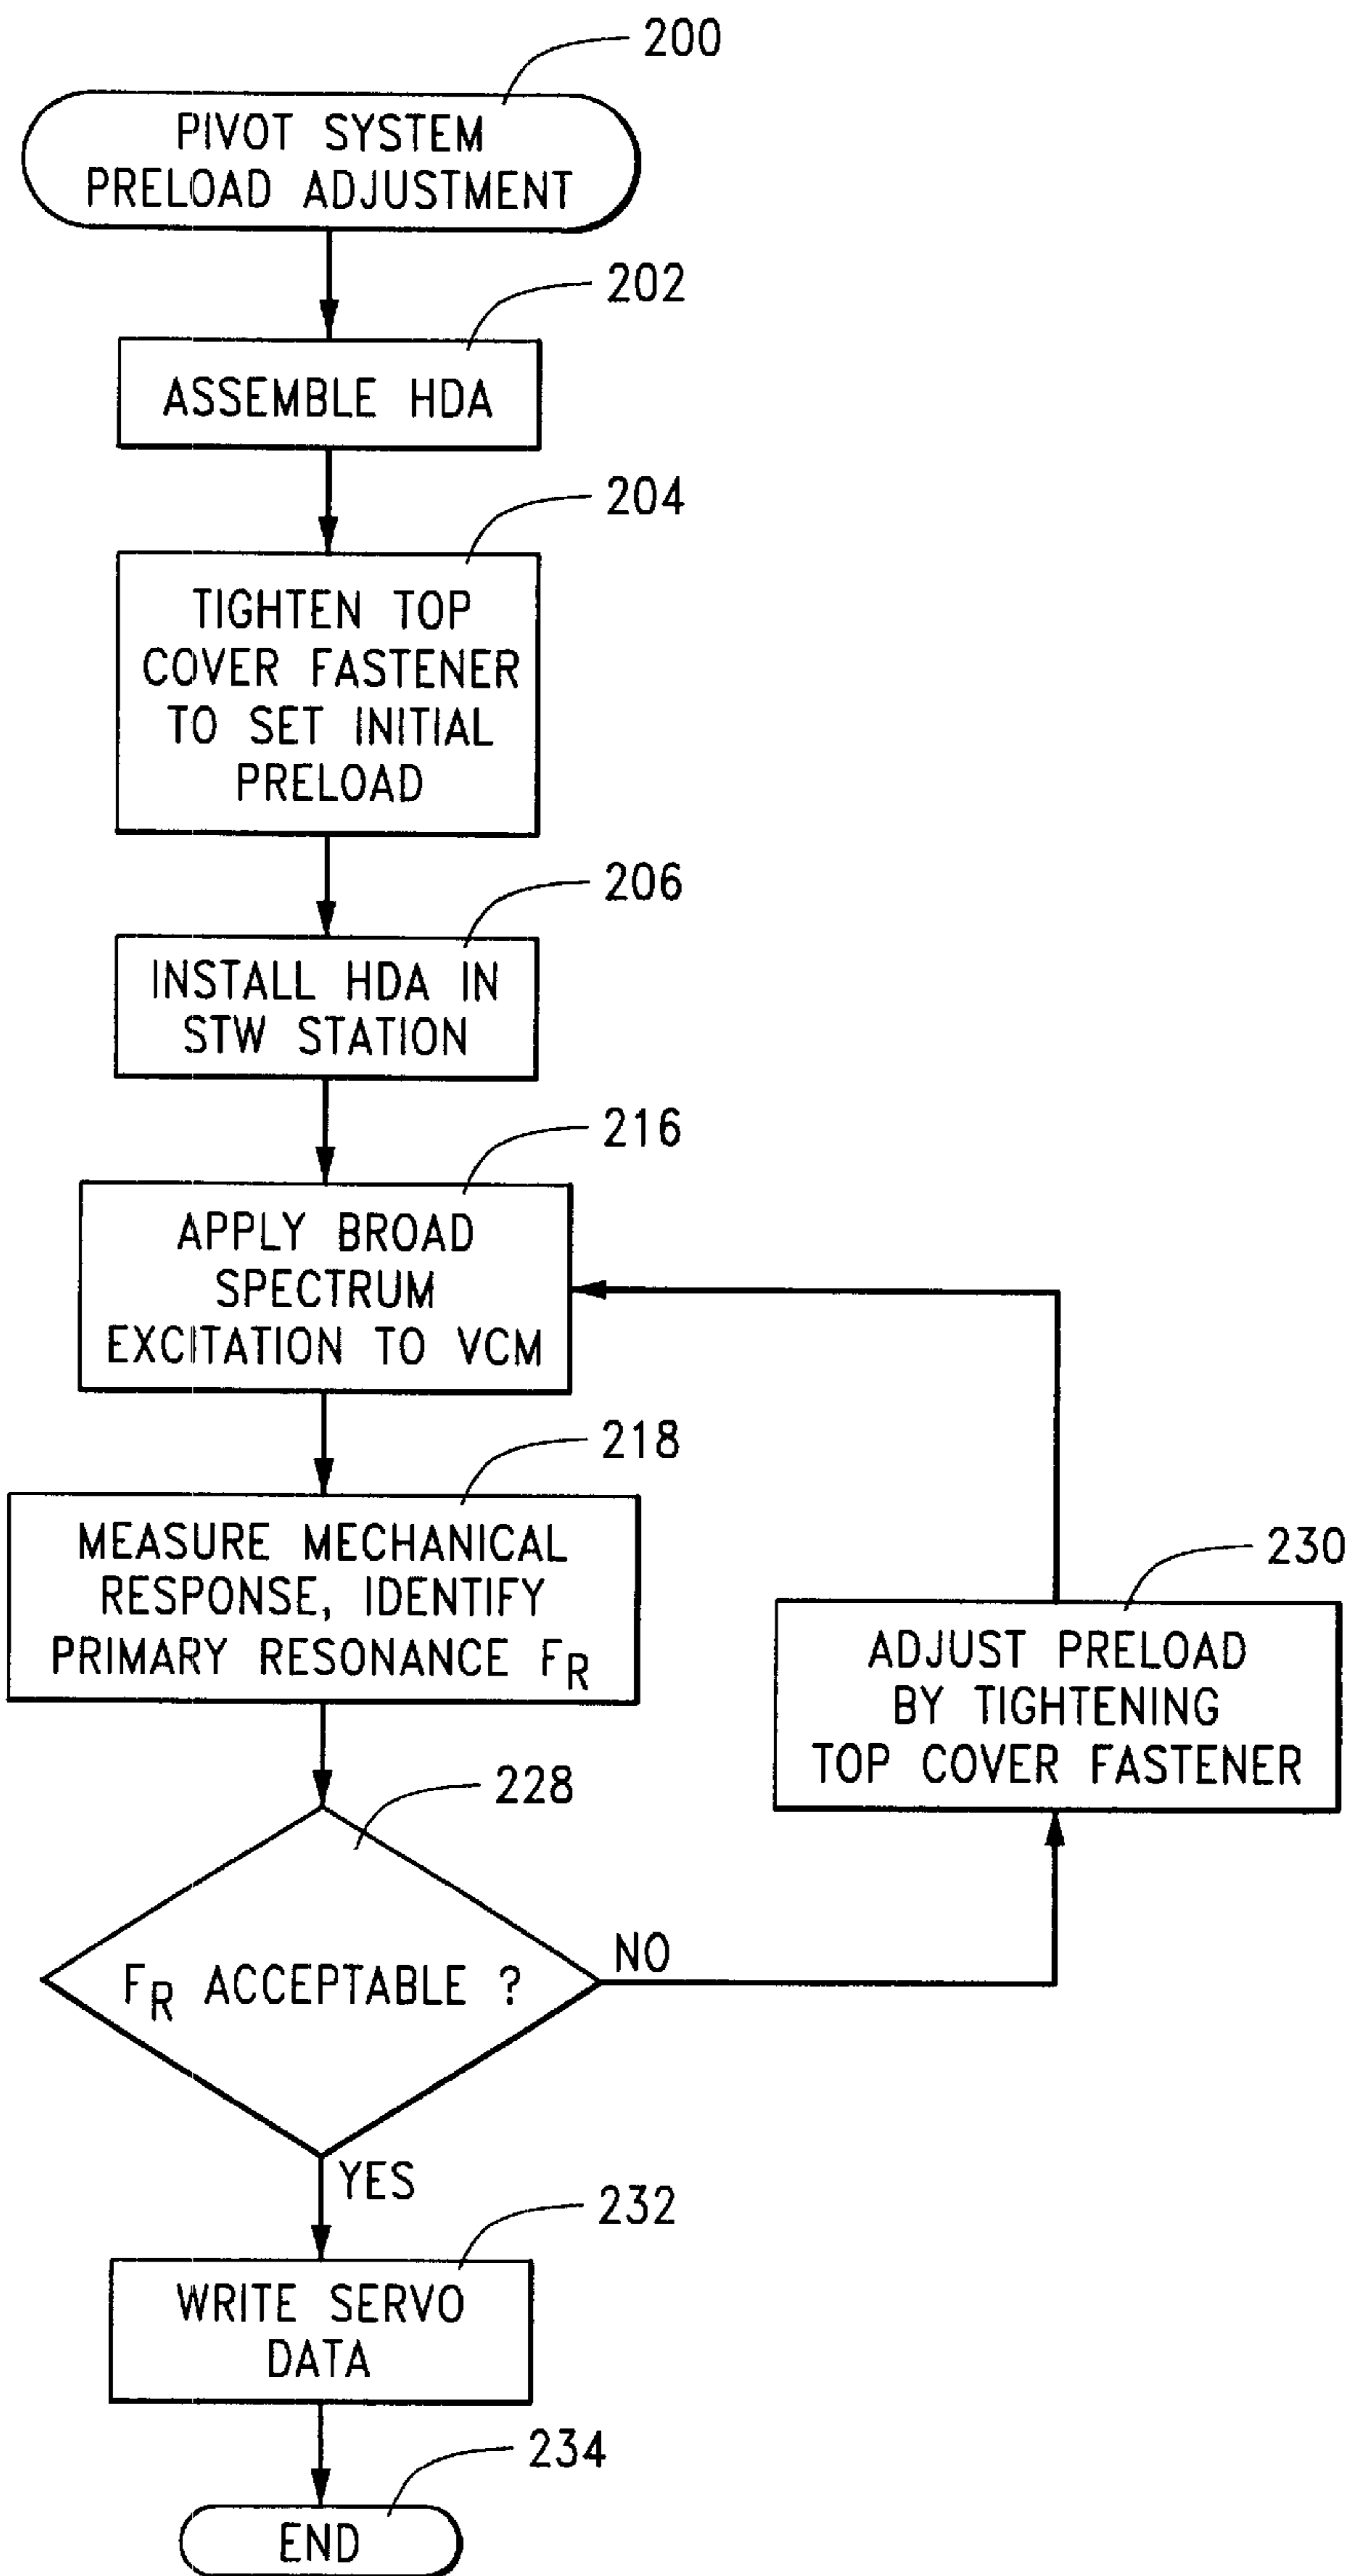 200
PIVOT SYSTEM
PRELOAD ADJUSTMENT
202
ASSEMBLE HDA
204
TIGHTEN TOP
COVER FASTENER
TO SET INITIAL
PRELOAD
206
INSTALL HDA IN
STW STATION
216
APPLY BROAD
SPECTRUM
EXCITATION TO VCM
218
MEASURE MECHANICAL
RESPONSE, IDENTIFY
PRIMARY RESONANCE FR
230
ADJUST PRELOAD
BY TIGHTENING
TOP COVER FASTENER
228
FR ACCEPTABLE ?
NO
YES
232
WRITE SERVO
DATA
234
END